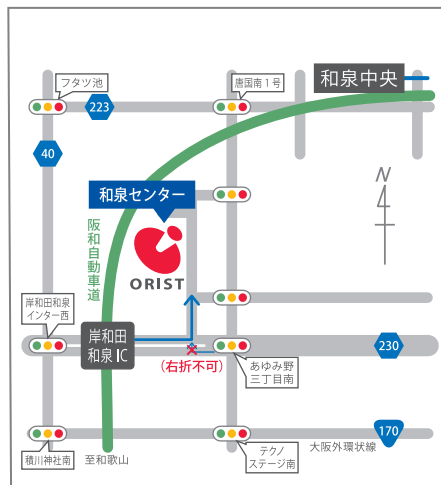 和泉中央
フタツ池
唐国南1号
223
40
N
和泉センター
阪和自動車道
ORIST
岸和田和泉
インター西
岸和田
和泉IC
(右折不可)
あゆみ野
三丁目南
230
170
積川神社南
至和歌山
テクノ
ステージ南
大阪外環状線